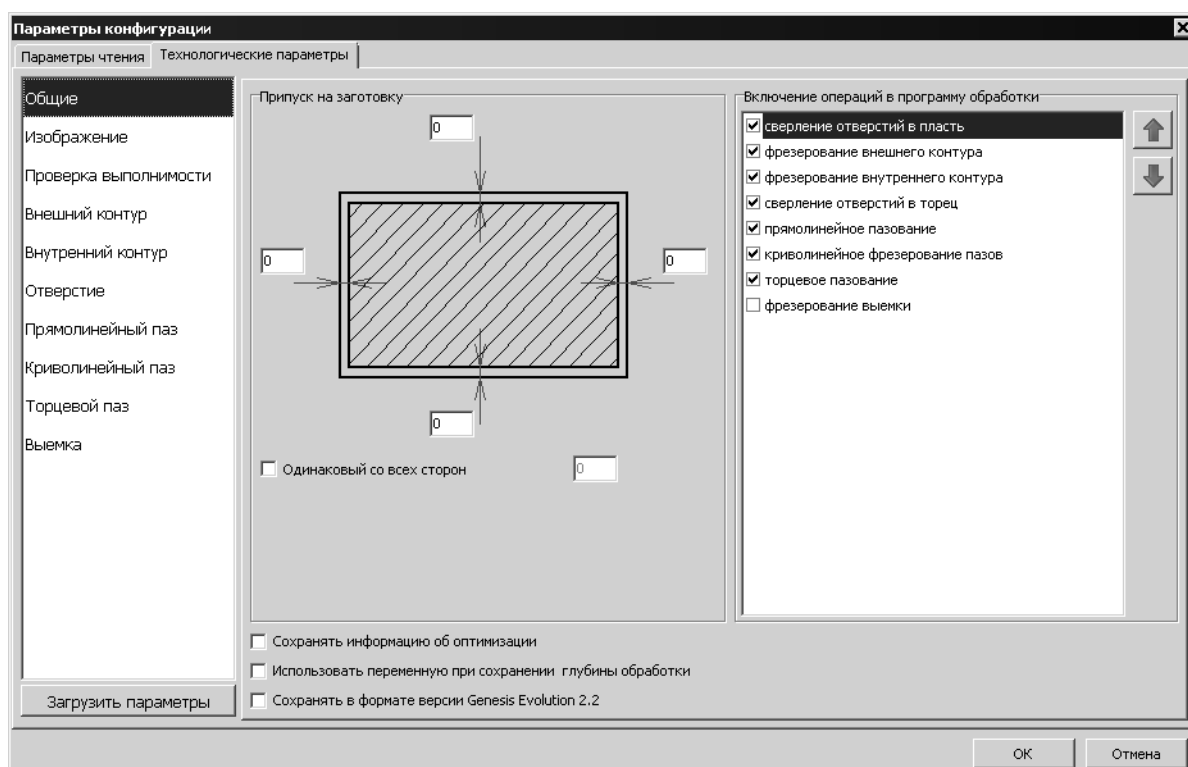 Параметры конфигурации
Параметры чтения
Технологические параметры
Общие
Изображение
Проверка выполнимости
Внешний контур
Внутренний контур
Отверстие
Прямолинейный паз
Криволинейный паз
Торцевой паз
Выемка
Загрузить параметры
Припуск на заготовку
0
0
0
0
Одинаковый со всех сторон
0
Включение операций в программу обработки
сверление отверстий в пласть
фрезерование внешнего контура
фрезерование внутреннего контура
сверление отверстий в торец
прямолинейное пазование
криволинейное фрезерование пазов
торцевое пазование
фрезерование выемки
Сохранять информацию об оптимизации
Использовать переменную при сохранении глубины обработки
Сохранять в формате версии Genesis Evolution 2.2
ОК
Отмена